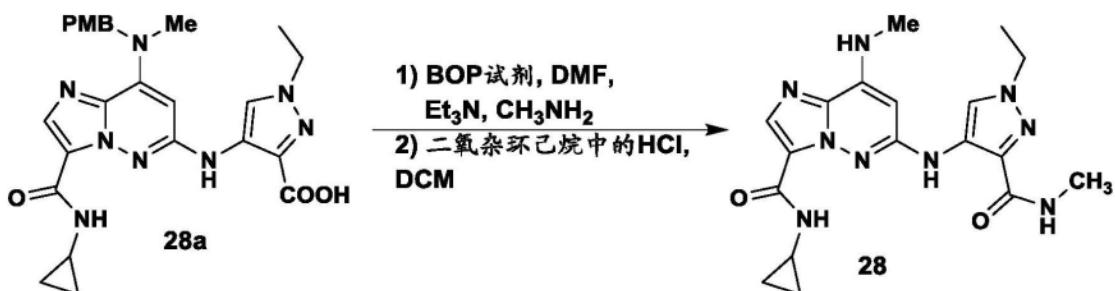 PMB
Me
N
N
N
N
N
H
N
N
COOH
O
NH
28a
1) BOP试剂, DMF,
Et₃N, CH₃NH₂
2) 二氧杂环己烷中的HCl,
DCM
HN
Me
N
N
N
N
H
N
N
O
NH
O
N
H
CH₃
28